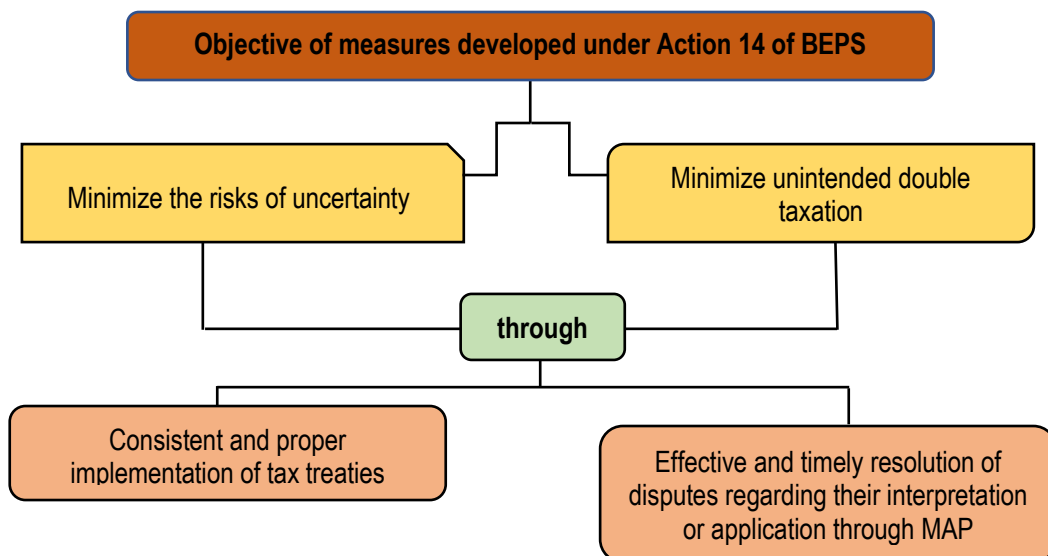 Objective of measures developed under Action 14 of BEPS
Minimize the risks of uncertainty
Minimize unintended double
taxation
through
Consistent and proper
implementation of tax treaties
Effective and timely resolution of
disputes regarding their interpretation
or application through MAP